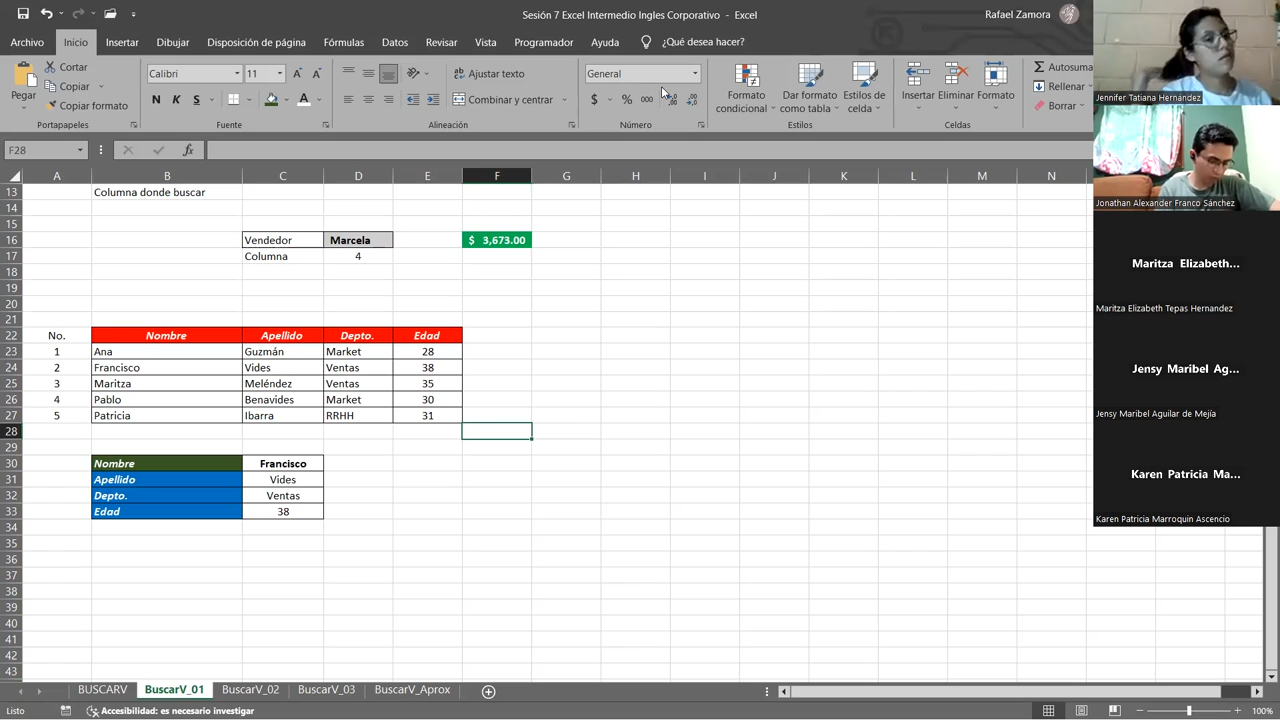 Sesión 7 Excel Intermedio Ingles Corporativo - Excel
Rafael Zamora
Archivo Inicio Insertar Dibujar Disposición de página Fórmulas Datos Revisar Vista Programador Ayuda ¿Qué desea hacer?
Pegar
Cortar
Copiar
Copiar formato
Portapapeles
Calibri 11
N K S
Fuente
Ajustar texto
Combinar y centrar
Alineación
General
$ % 000
Número
Formato condicional
Dar formato como tabla
Estilos de celda
Estilos
Insertar Eliminar Formato
Celdas
Autosuma
Rellenar
Borrar
F28
fx
A B C D E F G H I J K L M N
13 Columna donde buscar
14
15
16 Vendedor Marcela $ 3,673.00
17 Columna 4
18
19
20
21
22 No. Nombre Apellido Depto. Edad
23 1 Ana Guzmán Market 28
24 2 Francisco Vides Ventas 38
25 3 Maritza Meléndez Ventas 35
26 4 Pablo Benavides Market 30
27 5 Patricia Ibarra RRHH 31
28
29
30 Nombre Francisco
31 Apellido Vides
32 Depto. Ventas
33 Edad 38
34
35
36
37
38
39
40
41
42
43
BUSCARV BuscarV_01 BuscarV_02 BuscarV_03 BuscarV_Aprox
Listo Accesibilidad: es necesario investigar 100%
Jennifer Tatiana Hernández
Jonathan Alexander Franco Sánchez
Maritza Elizabeth...
Maritza Elizabeth Tepas Hernandez
Jensy Maribel Ag...
Jensy Maribel Aguilar de Mejía
Karen Patricia Ma...
Karen Patricia Marroquin Ascencio